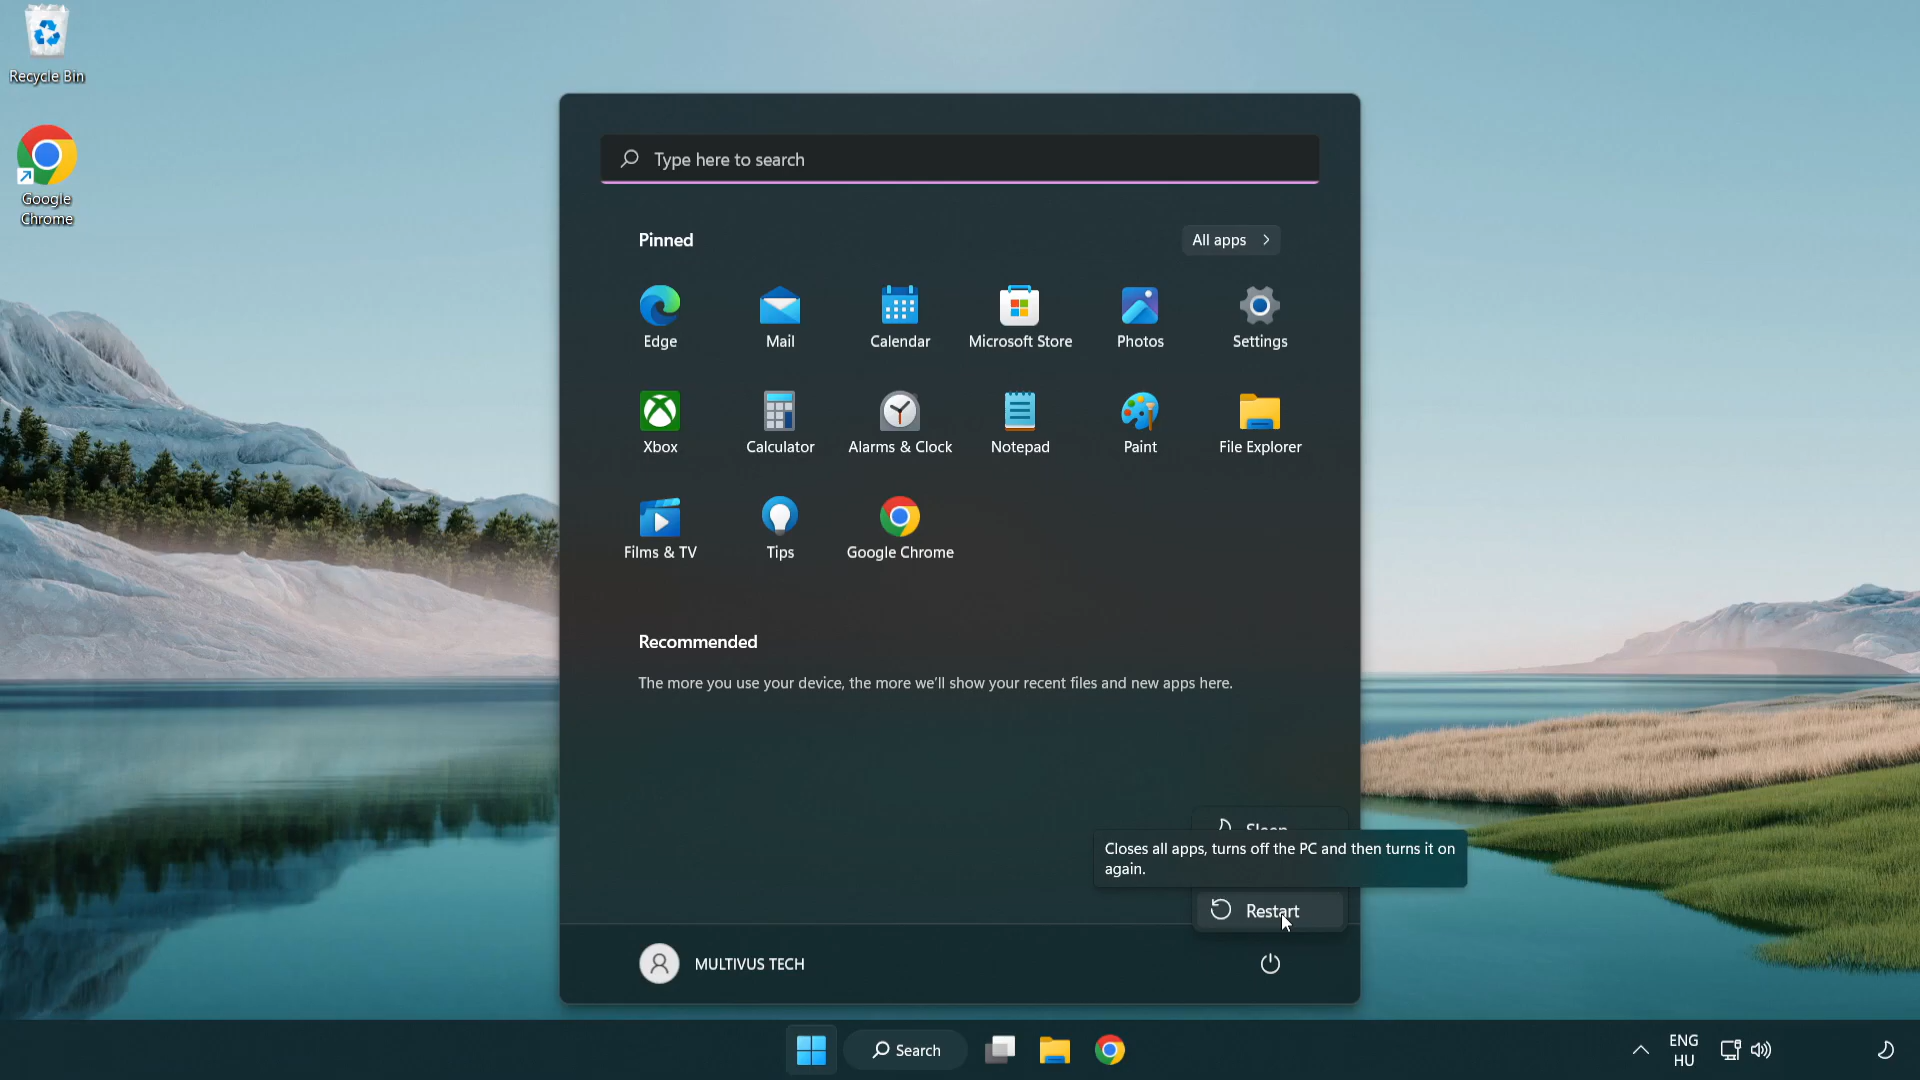 Recycle Bin
Google
Chrome
Type here to search
Pinned
All apps
Edge
Mail
Calendar
Microsoft Store
Photos
Settings
Xbox
Calculator
Alarms & Clock
Notepad
Paint
File Explorer
Films & TV
Tips
Google Chrome
Recommended
The more you use your device, the more we'll show your recent files and new apps here.
Sleep
Closes all apps, turns off the PC and then turns it on
again.
Restart
MULTIVUS TECH
Search
ENG
HU